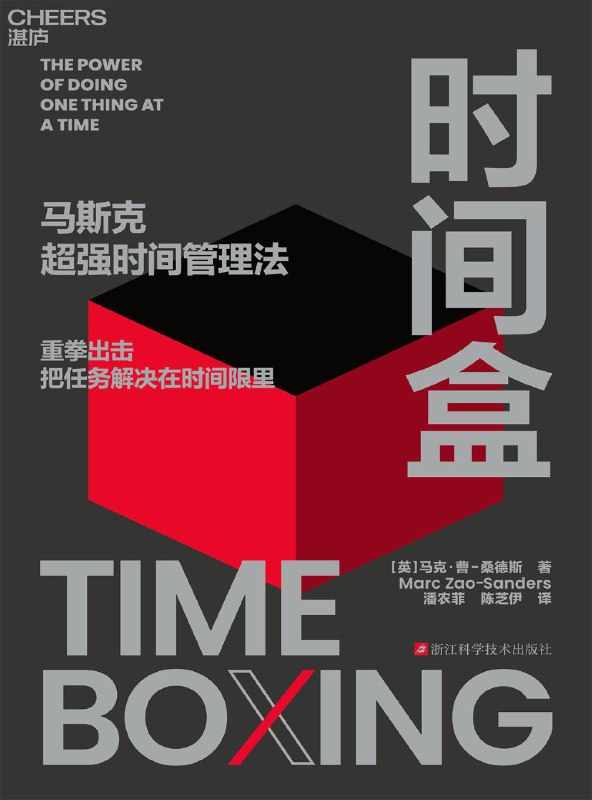 CHEERS
湛庐
THE POWER
OF DOING
ONE THING AT
A TIME
时间盒
马斯克
超强时间管理法
重拳出击
把任务解决在时间限里
[英]马克·曹-桑德斯 著
Marc Zao-Sanders
潘农菲 陈芝伊 译
浙江科学技术出版社
TIME
BOXING